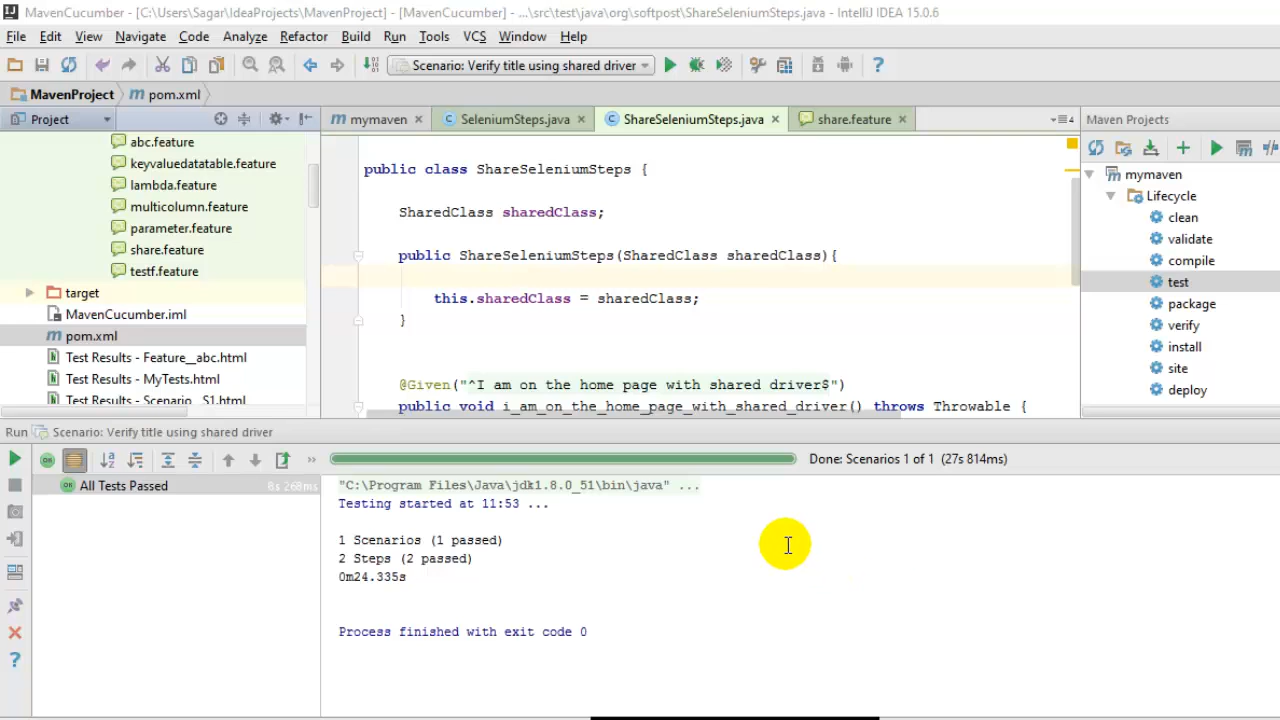 MavenCucumber - [C:\Users\Sagar\IdeaProjects\MavenProject] - [MavenCucumber] - ...\src\test\java\org\softpost\ShareSeleniumSteps.java - IntelliJ IDEA 15.0.6
File Edit View Navigate Code Analyze Refactor Build Run Tools VCS Window Help
Scenario: Verify title using shared driver
MavenProject pom.xml
Project
mymaven SeleniumSteps.java ShareSeleniumSteps.java share.feature
Maven Projects
abc.feature
keyvaluedatatable.feature
lambda.feature
multicolumn.feature
parameter.feature
share.feature
testf.feature
target
MavenCucumber.iml
pom.xml
Test Results - Feature__abc.html
Test Results - MyTests.html
Test Results - Scenario__S1.html
public class ShareSeleniumSteps {
SharedClass sharedClass;
public ShareSeleniumSteps(SharedClass sharedClass){
this.sharedClass = sharedClass;
}
@Given("^I am on the home page with shared driver$")
public void i_am_on_the_home_page_with_shared_driver() throws Throwable {
mymaven
Lifecycle
clean
validate
compile
test
package
verify
install
site
deploy
Run Scenario: Verify title using shared driver
Done: Scenarios 1 of 1 (27s 814ms)
All Tests Passed 8s 268ms
"C:\Program Files\Java\jdk1.8.0_51\bin\java" ...
Testing started at 11:53 ...
1 Scenarios (1 passed)
2 Steps (2 passed)
0m24.335s
Process finished with exit code 0